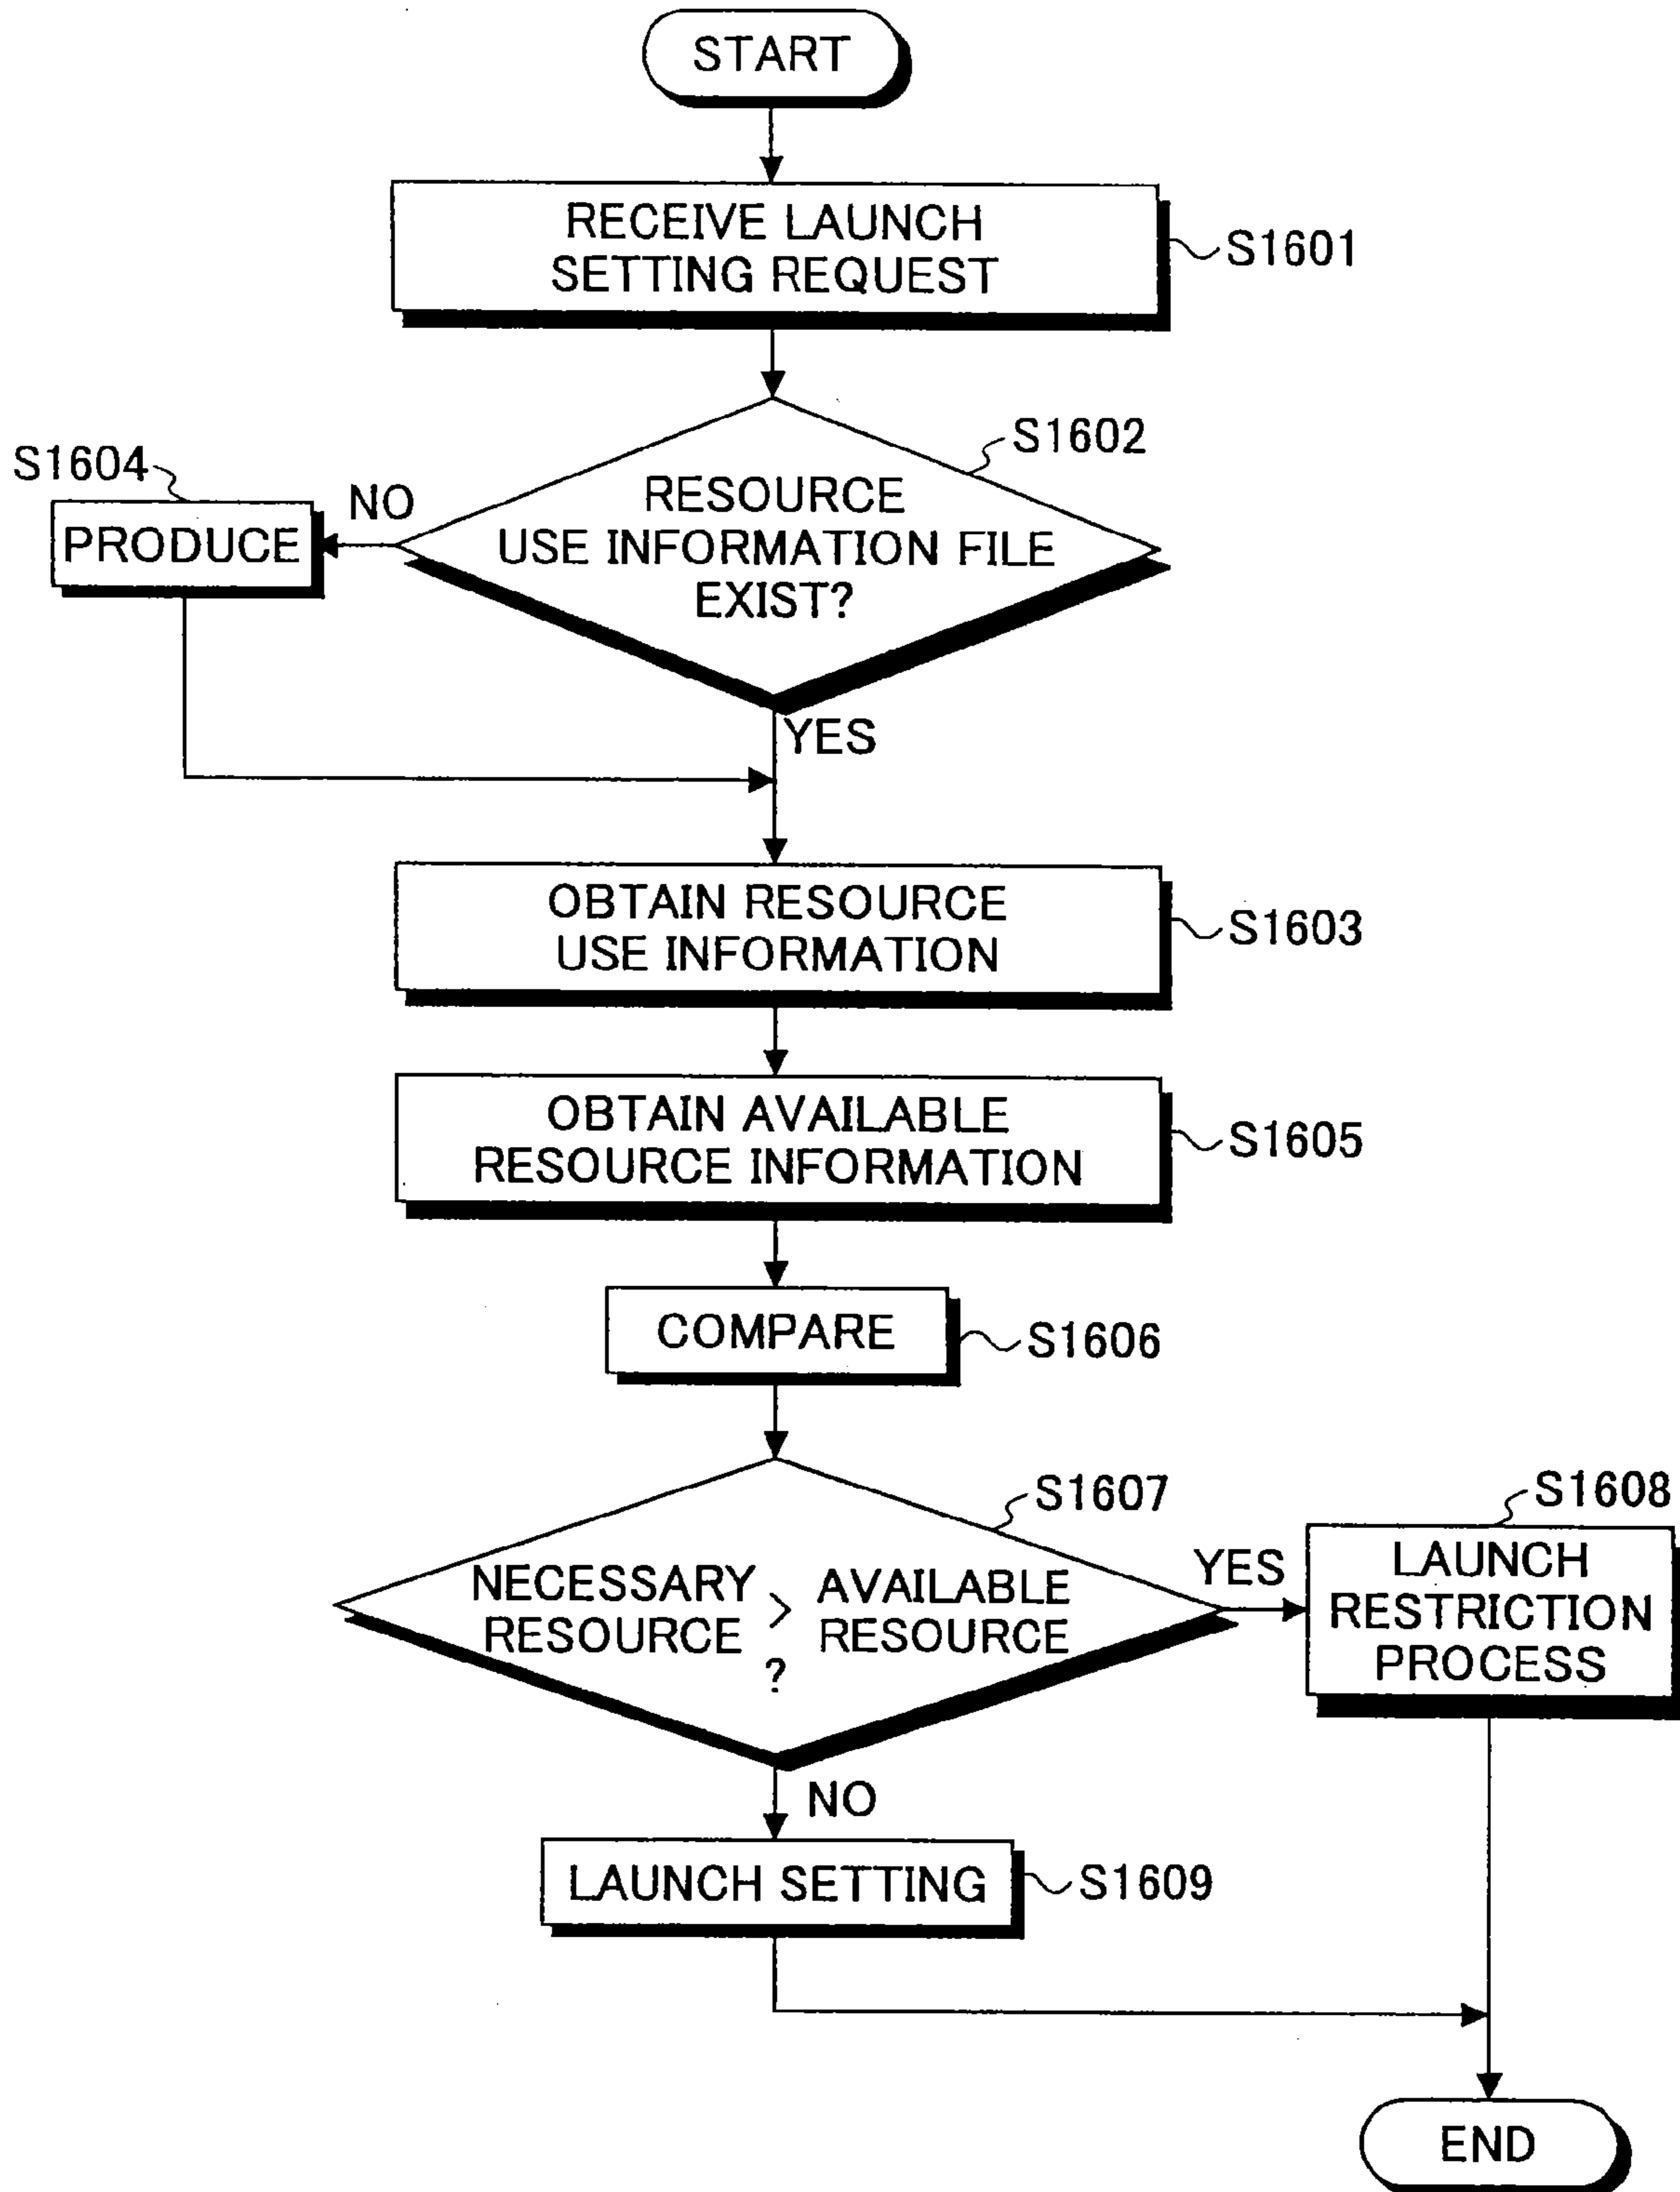 START
RECEIVE LAUNCH
SETTING REQUEST
S1601
S1602
RESOURCE
USE INFORMATION FILE
EXIST?
S1604
NO
PRODUCE
YES
OBTAIN RESOURCE
USE INFORMATION
S1603
OBTAIN AVAILABLE
RESOURCE INFORMATION
S1605
COMPARE
S1606
S1607
NECESSARY RESOURCE > AVAILABLE RESOURCE
?
YES
S1608
LAUNCH
RESTRICTION
PROCESS
NO
LAUNCH SETTING
S1609
END